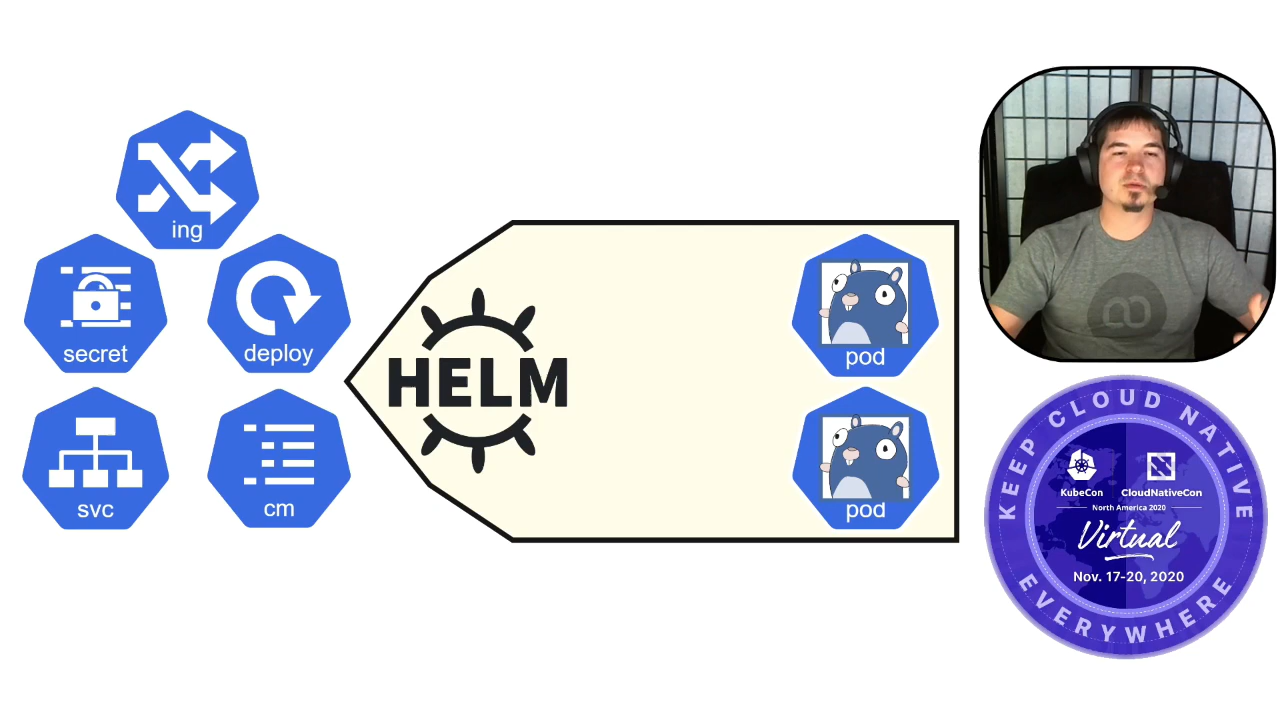 ing
secret
deploy
svc
cm
HELM
pod
pod
KEEP CLOUD NATIVE
KubeCon
CloudNativeCon
North America 2020
Virtual
Nov. 17-20, 2020
EVERYWHERE